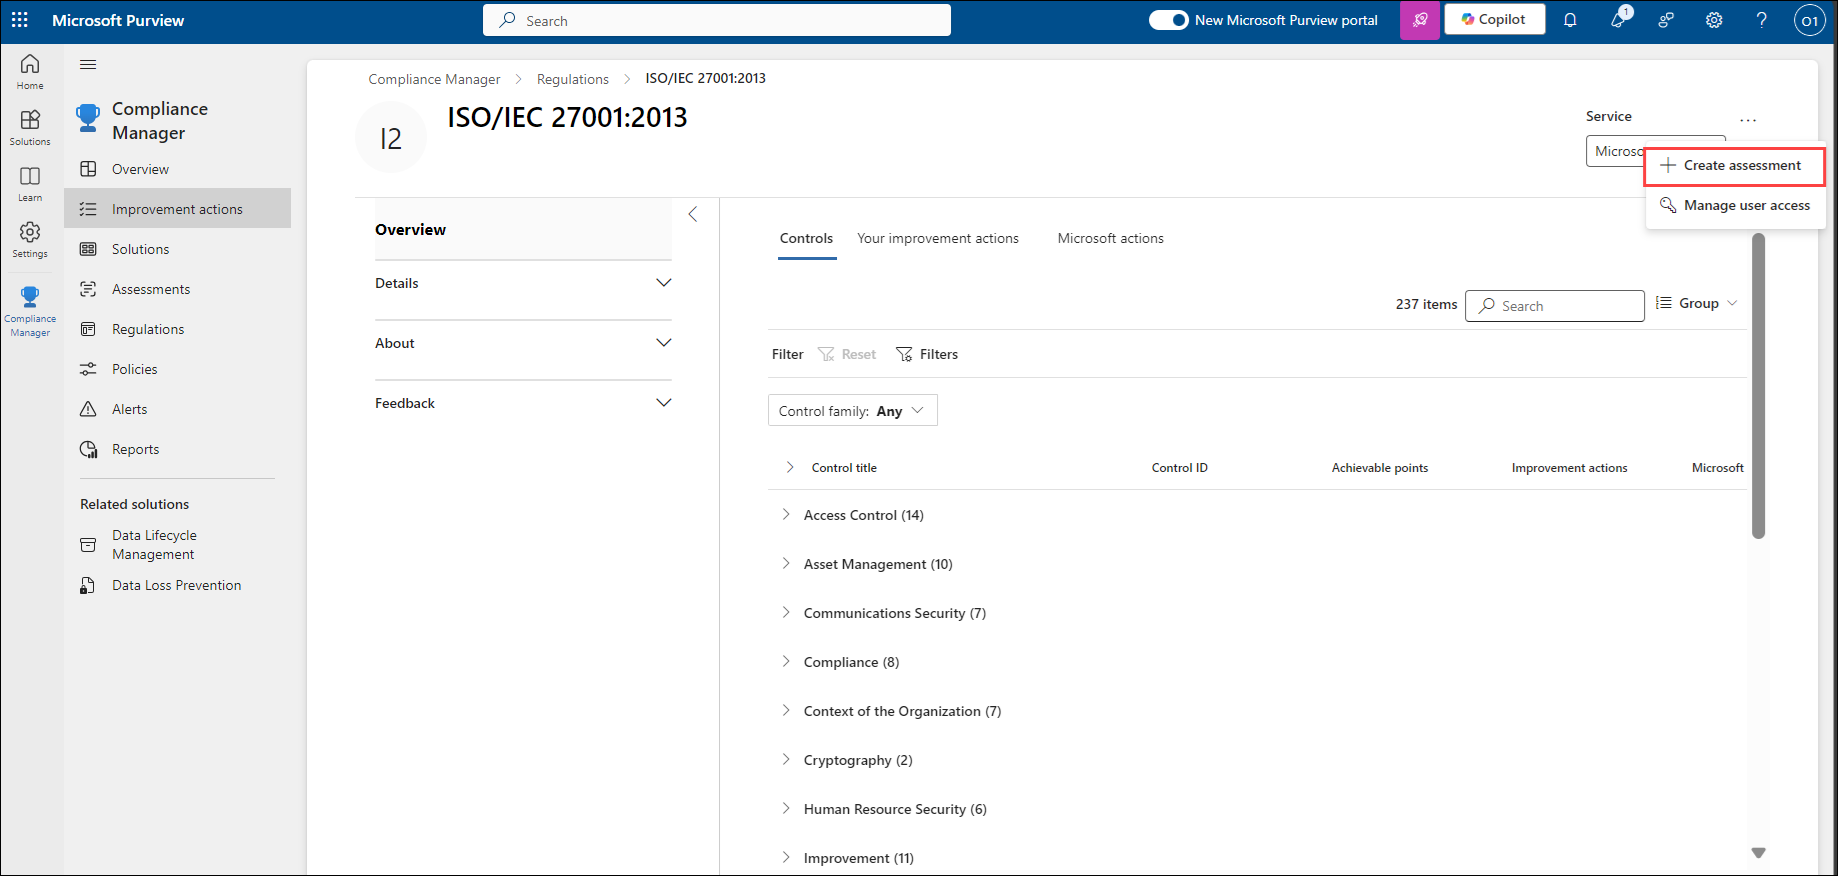 Microsoft Purview
Search
New Microsoft Purview portal
Copilot
1
O1
Home
Solutions
Learn
Settings
Compliance
Manager
Compliance
Manager
Overview
Improvement actions
Solutions
Assessments
Regulations
Policies
Alerts
Reports
Related solutions
Data Lifecycle
Management
Data Loss Prevention
Compliance Manager
Regulations
ISO/IEC 27001:2013
I2
ISO/IEC 27001:2013
Service
...
Microso
Create assessment
Manage user access
Overview
Details
About
Feedback
Controls
Your improvement actions
Microsoft actions
237 items
Search
Group
Filter
Reset
Filters
Control family: Any
Control title
Control ID
Achievable points
Improvement actions
Microsoft
Access Control (14)
Asset Management (10)
Communications Security (7)
Compliance (8)
Context of the Organization (7)
Cryptography (2)
Human Resource Security (6)
Improvement (11)